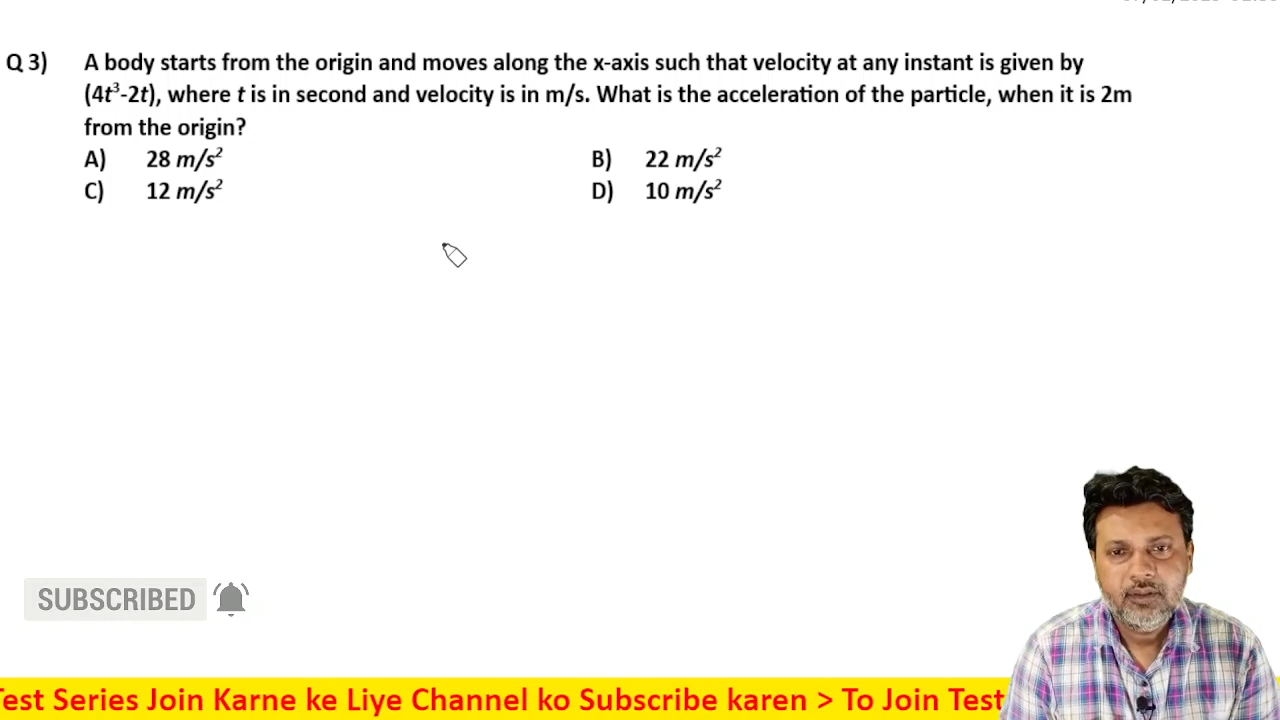 Q 3) A body starts from the origin and moves along the x-axis such that velocity at any instant is given by
(4t³-2t), where t is in second and velocity is in m/s. What is the acceleration of the particle, when it is 2m
from the origin?
A) 28 m/s² B) 22 m/s²
C) 12 m/s² D) 10 m/s²
SUBSCRIBED
Test Series Join Karne ke Liye Channel ko Subscribe karen > To Join Test